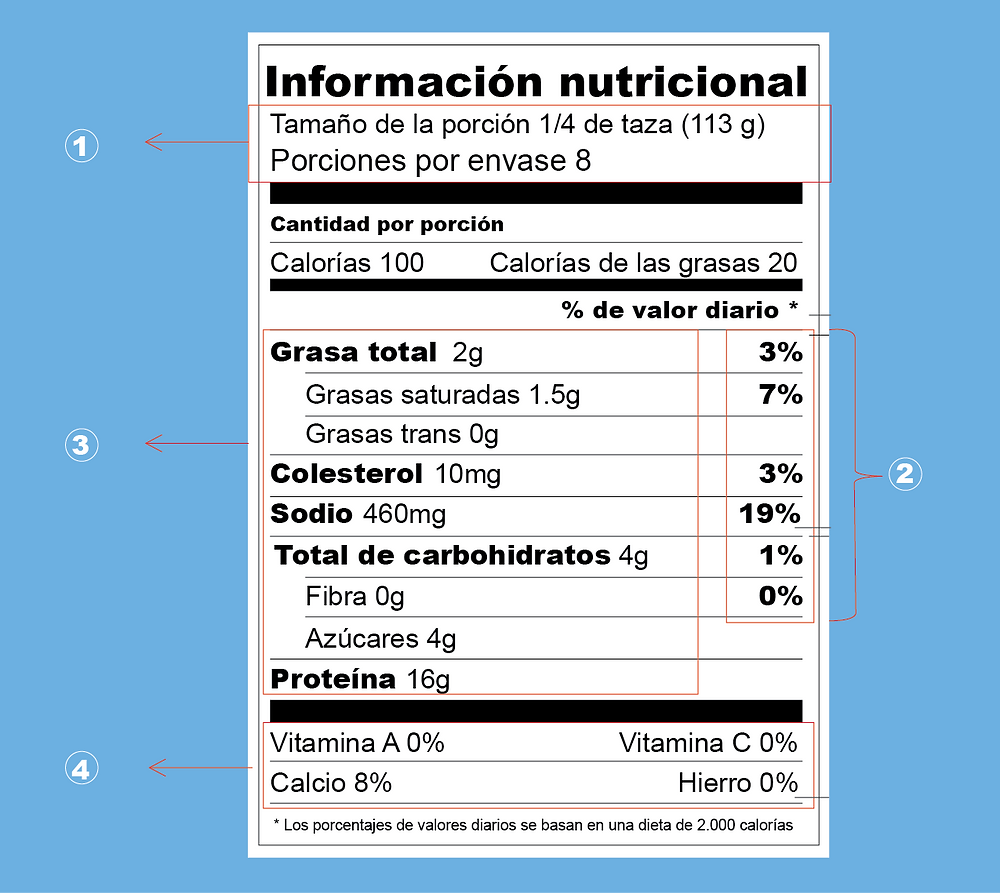 Información nutricional
① Tamaño de la porción 1/4 de taza (113 g)
Porciones por envase 8
Cantidad por porción
Calorías 100 Calorías de las grasas 20
% de valor diario *
Grasa total 2g 3%
Grasas saturadas 1.5g 7%
Grasas trans 0g
③ Colesterol 10mg 3% ②
Sodio 460mg 19%
Total de carbohidratos 4g 1%
Fibra 0g 0%
Azúcares 4g
Proteína 16g
Vitamina A 0% Vitamina C 0%
④ Calcio 8% Hierro 0%
* Los porcentajes de valores diarios se basan en una dieta de 2.000 calorías